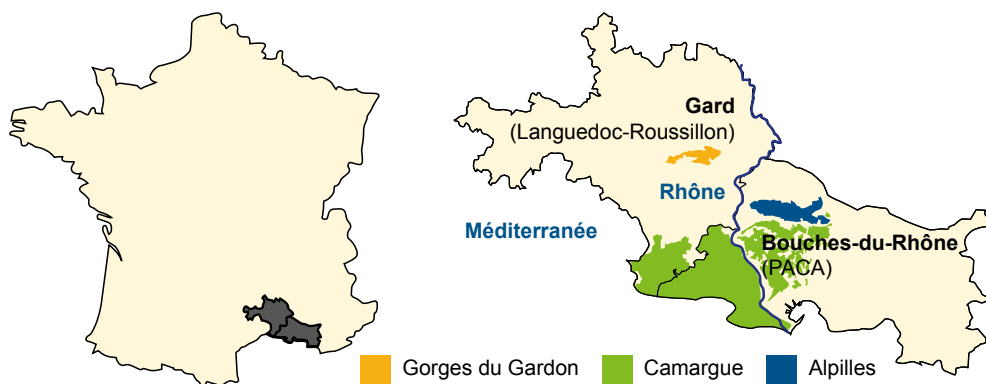 Gard
(Languedoc-Roussillon)
Rhône
Méditerranée
Bouches-du-Rhône
(PACA)
Gorges du Gardon
Camargue
Alpilles